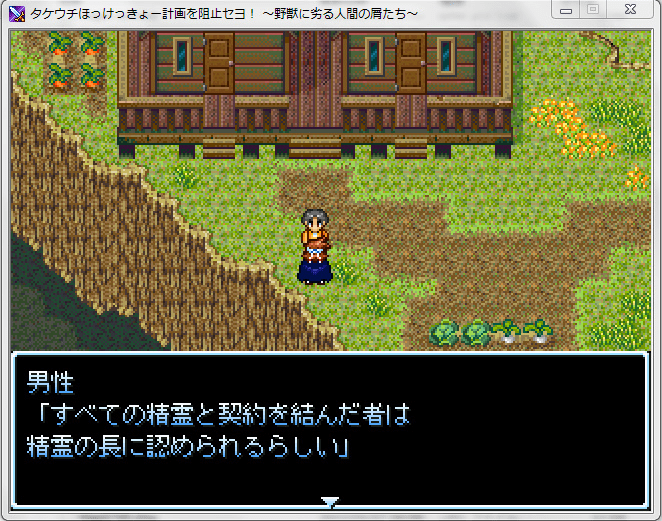 タケウチほっけっきょー計画を阻止セヨ！ ～野獣に劣る人間の屑たち～
男性
「すべての精霊と契約を結んだ者は
精霊の長に認められるらしい」